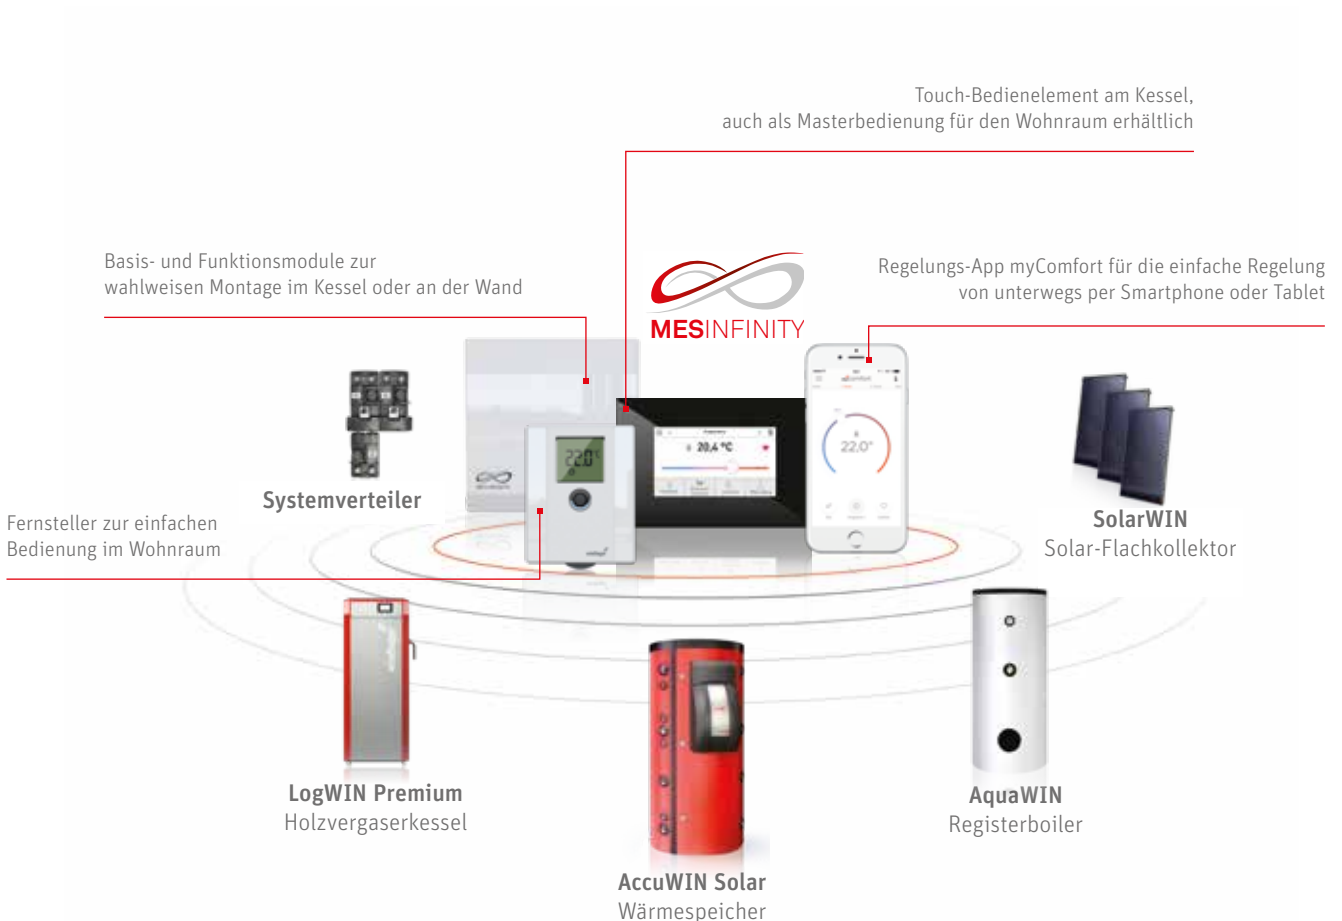 Touch-Bedienelement am Kessel,
auch als Masterbedienung für den Wohnraum erhältlich
Basis- und Funktionsmodule zur
wahlweisen Montage im Kessel oder an der Wand
MESINFINITY
Regelungs-App myComfort für die einfache Regelung
von unterwegs per Smartphone oder Tablet
22.0°
20,4 °C
22,0°
Systemverteiler
Fernsteller zur einfachen
Bedienung im Wohnraum
SolarWIN
Solar-Flachkollektor
LogWIN Premium
Holzvergaserkessel
AquaWIN
Registerboiler
AccuWIN Solar
Wärmespeicher